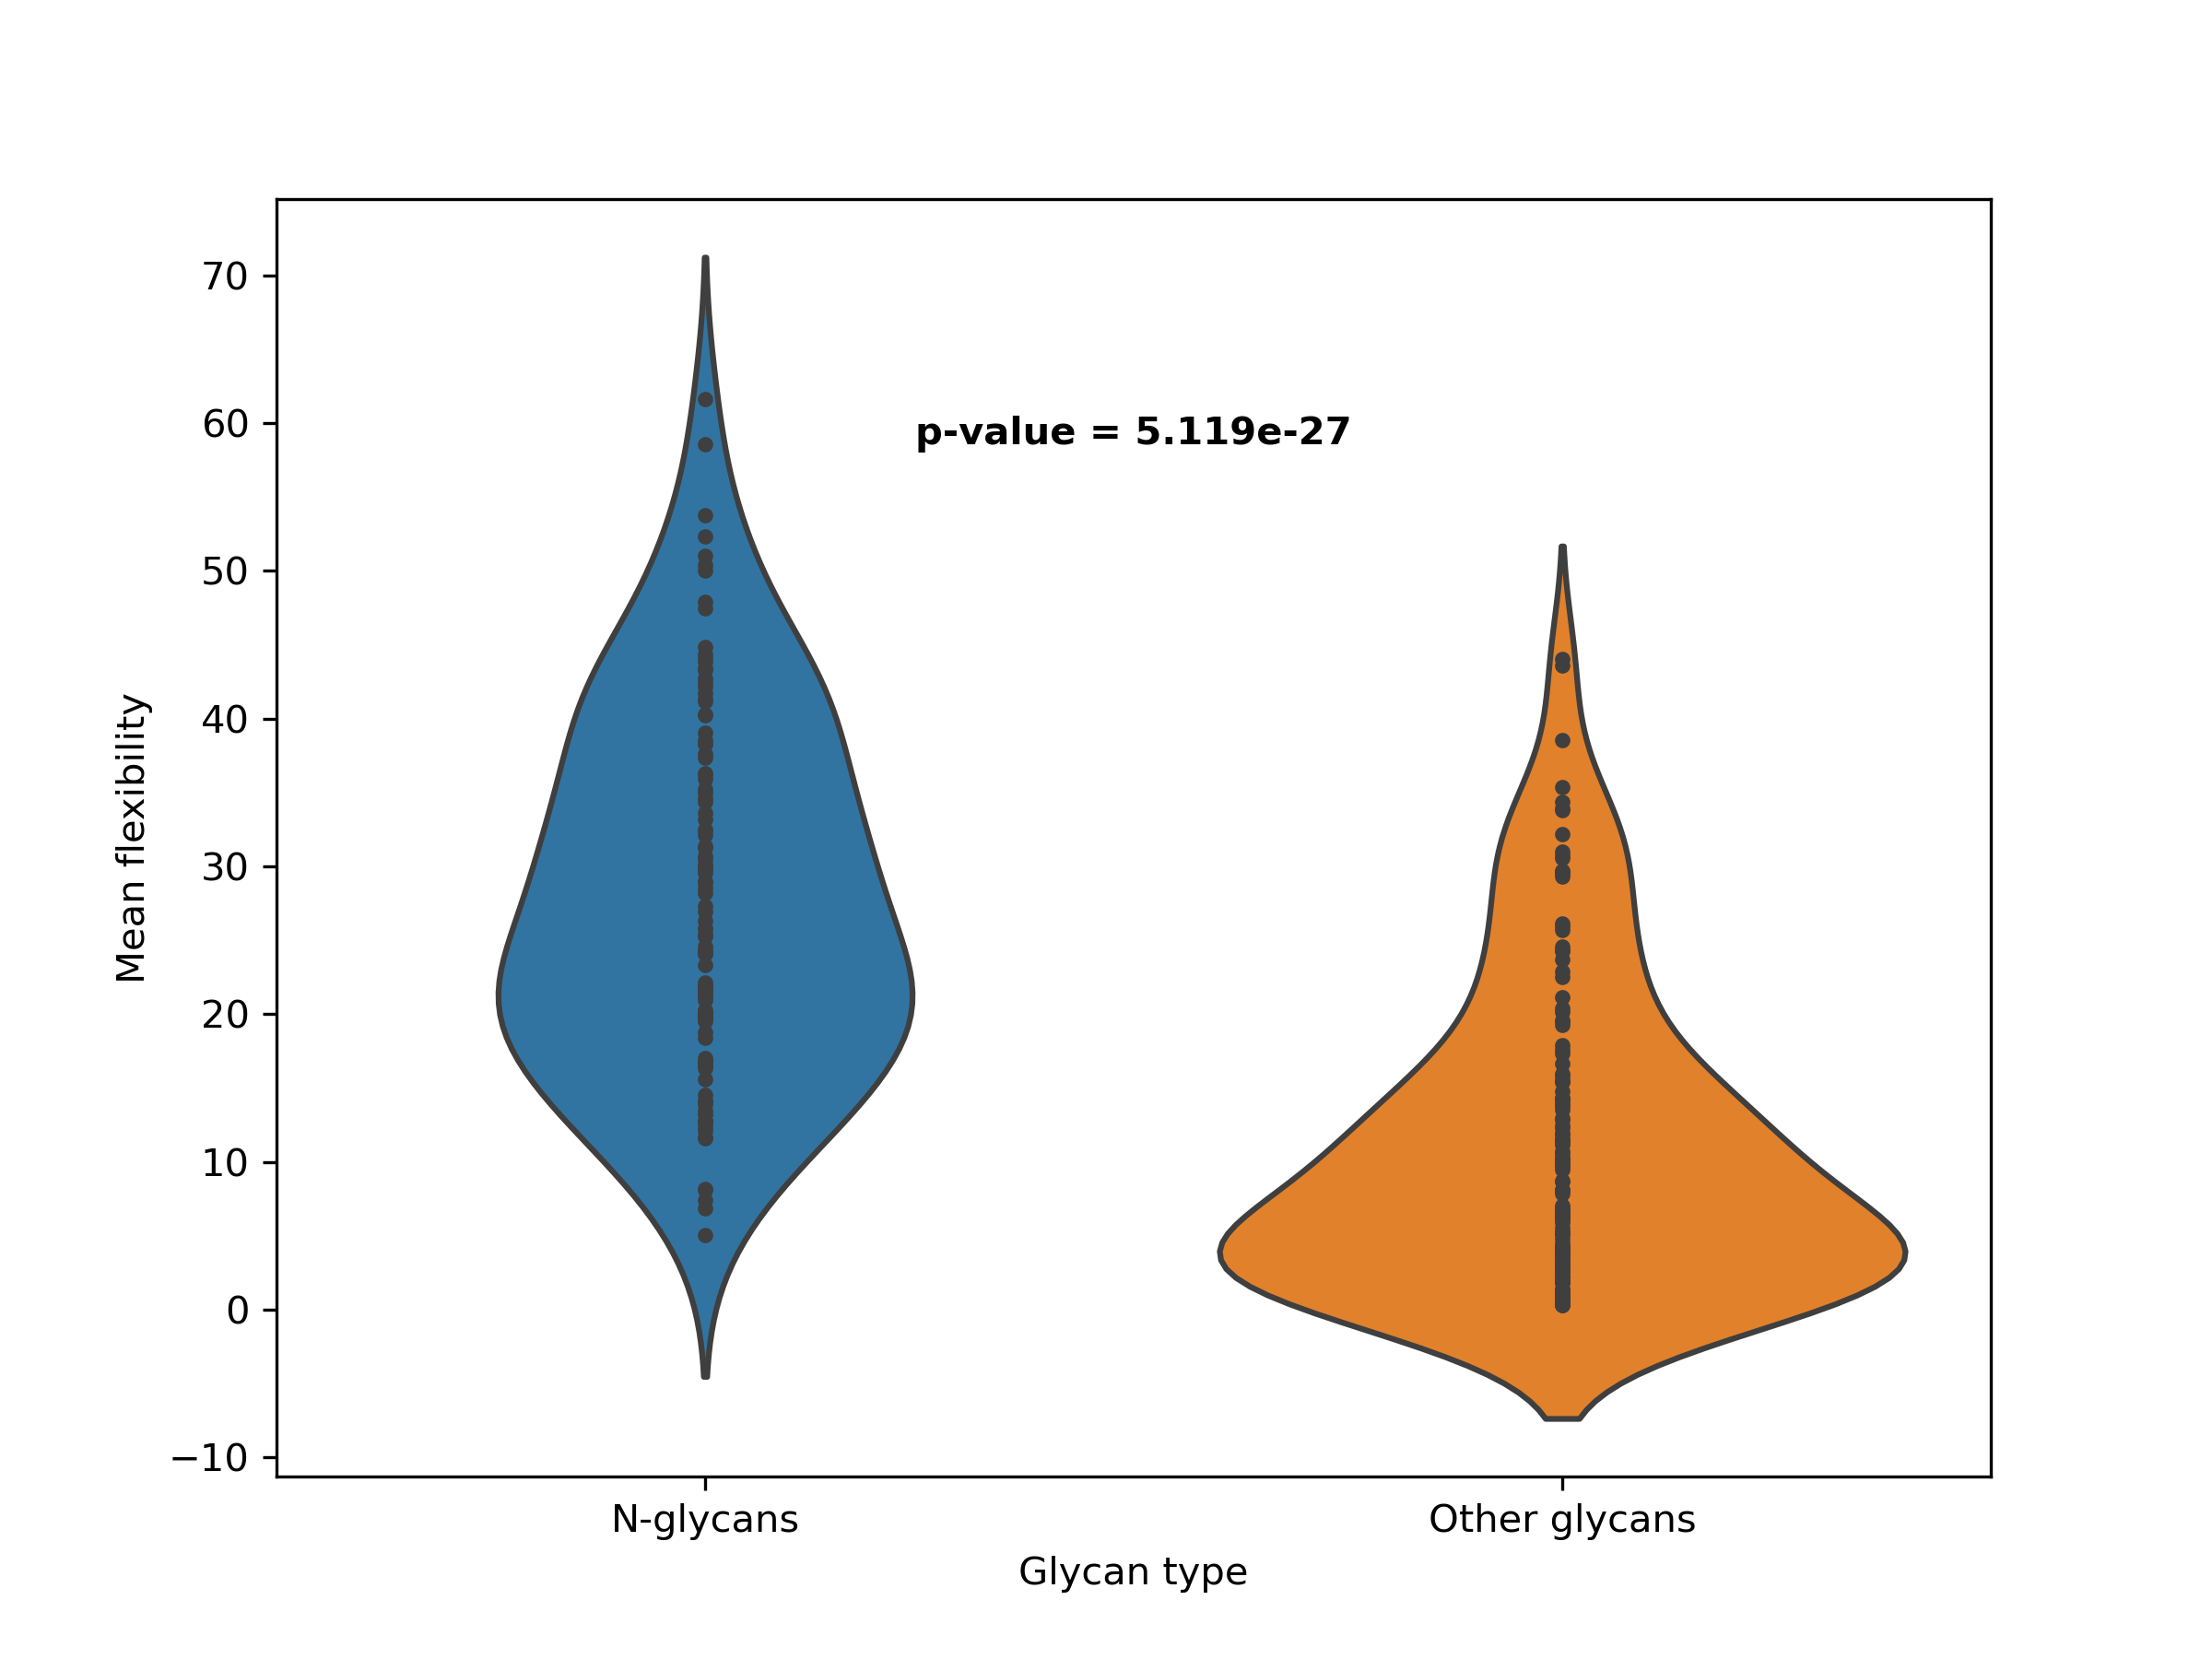 70
60
50
40
30
20
10
0
−10
Mean flexibility
p-value = 5.119e-27
N-glycans
Other glycans
Glycan type